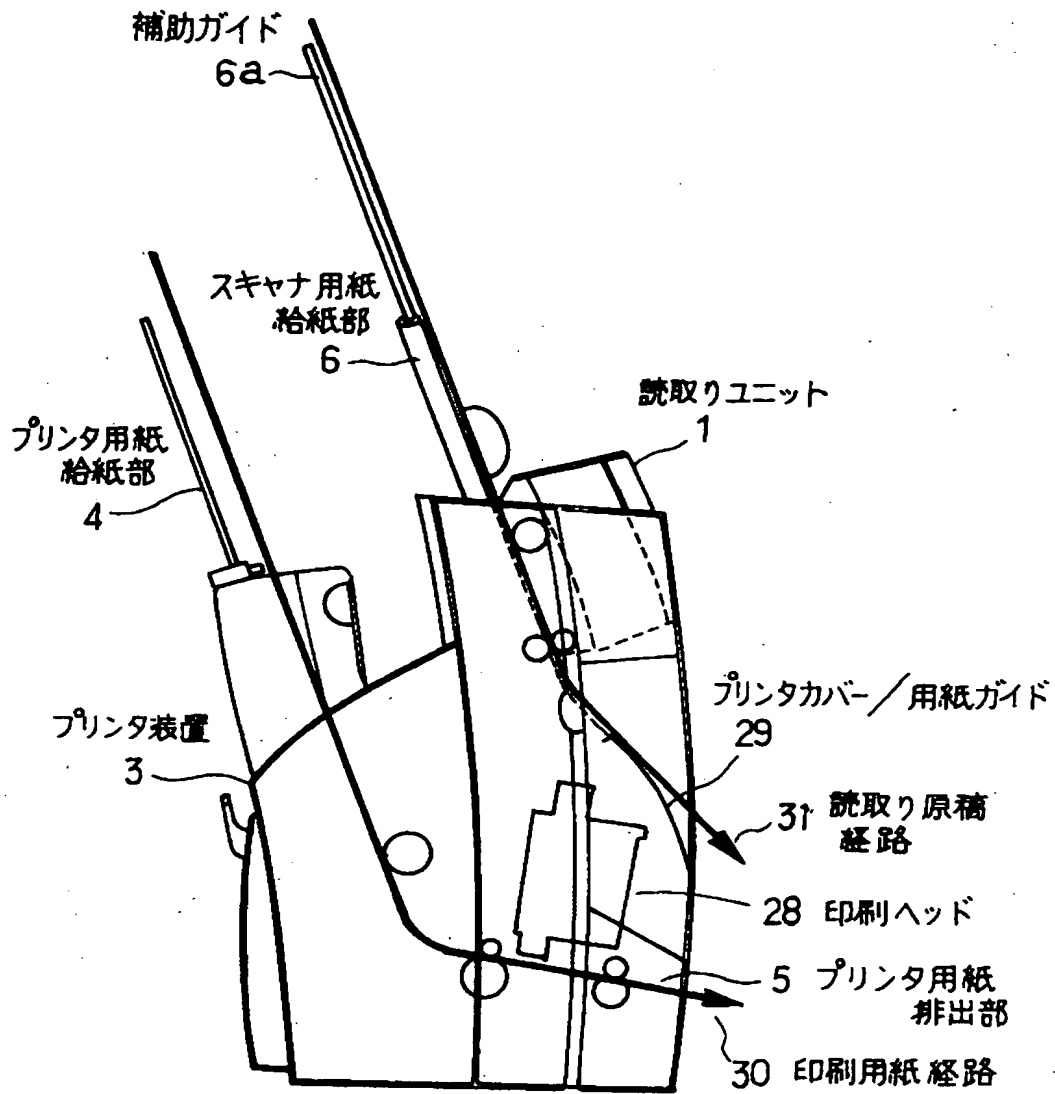 補助ガイド
6a
スキャナ用紙
給紙部
6
読取りユニット
1
プリンタ用紙
給紙部
4
プリンタ装置
3
プリンタカバー／用紙ガイド
29
31 読取り原稿
経路
28 印刷ヘッド
5 プリンタ用紙
排出部
30 印刷用紙経路